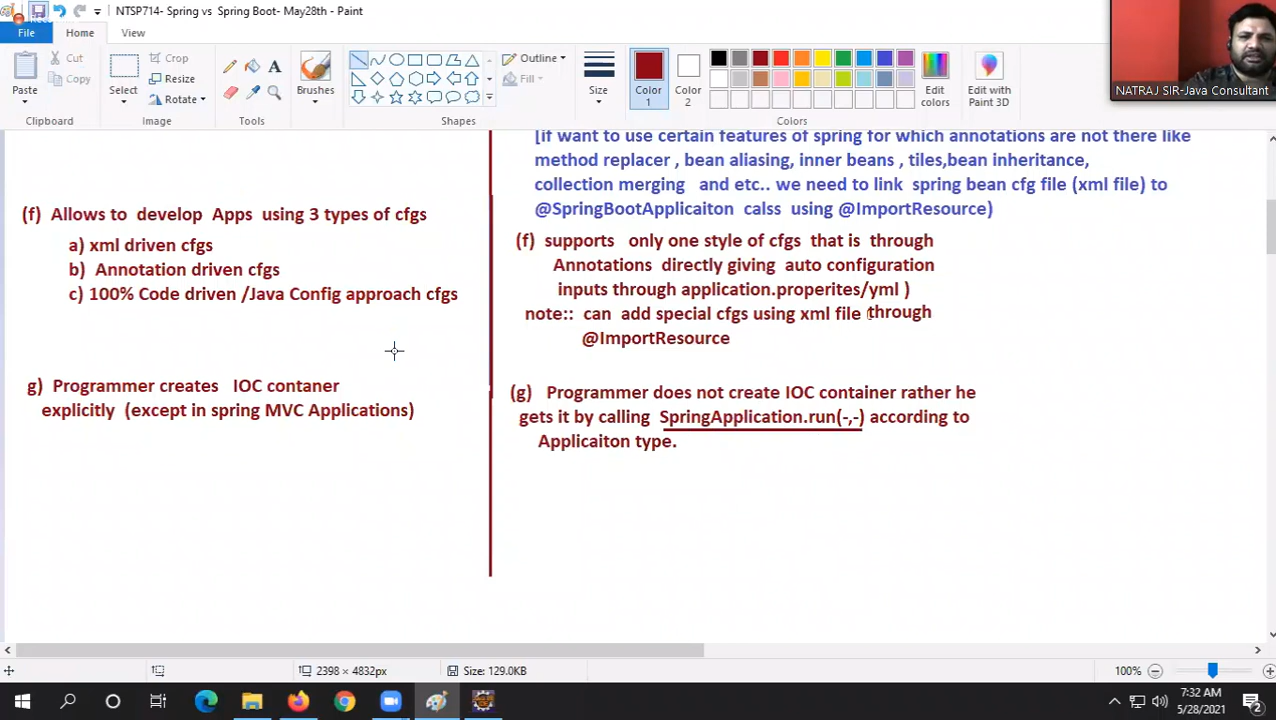 NTSP714- Spring vs Spring Boot- May28th - Paint
File
Home
View
Paste
Cut
Copy
Clipboard
Select
Crop
Resize
Rotate
Image
Tools
Brushes
Shapes
Outline
Fill
Size
Color 1
Color 2
Colors
Edit colors
Edit with Paint 3D
NATRAJ SIR-Java Consultant
[if want to use certain features of spring for which annotations are not there like
method replacer , bean aliasing, inner beans , tiles,bean inheritance,
collection merging and etc.. we need to link spring bean cfg file (xml file) to
@SpringBootApplicaiton calss using @ImportResource)
(f) Allows to develop Apps using 3 types of cfgs
a) xml driven cfgs
b) Annotation driven cfgs
c) 100% Code driven /Java Config approach cfgs
g) Programmer creates IOC contaner
explicitly (except in spring MVC Applications)
(f) supports only one style of cfgs that is through
Annotations directly giving auto configuration
inputs through application.properites/yml )
note:: can add special cfgs using xml file through
@ImportResource
(g) Programmer does not create IOC container rather he
gets it by calling SpringApplication.run(-,-) according to
Applicaiton type.
2398 × 4832px
Size: 129.0KB
100%
7:32 AM
5/28/2021
2